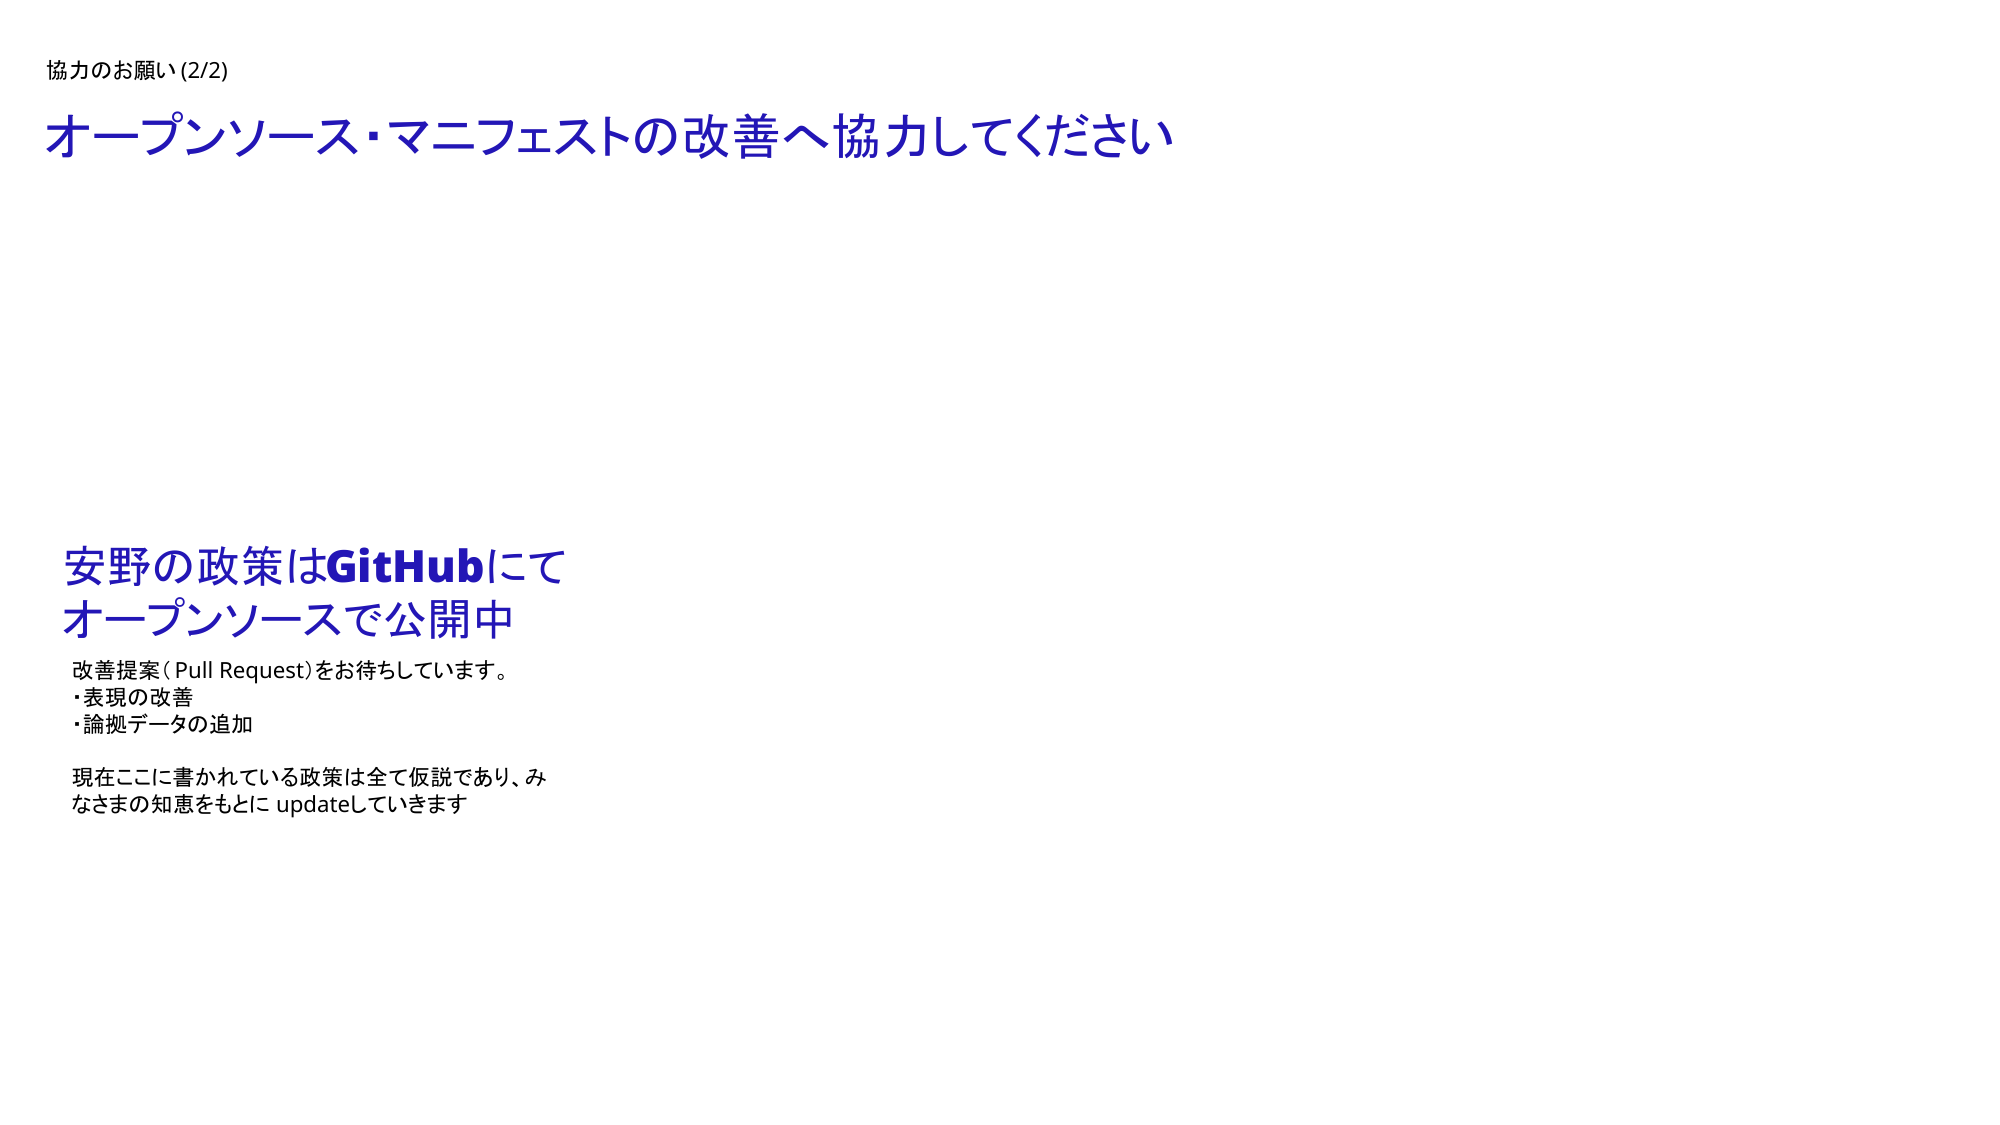 協力のお願い (2/2)
オープンソース・マニフェストの改善へ協力してください
安野の政策はGitHubにて
オープンソースで公開中
改善提案（Pull Request）をお待ちしています。
・表現の改善
・論拠データの追加
現在ここに書かれている政策は全て仮説であり、み
なさまの知恵をもとに updateしていきます